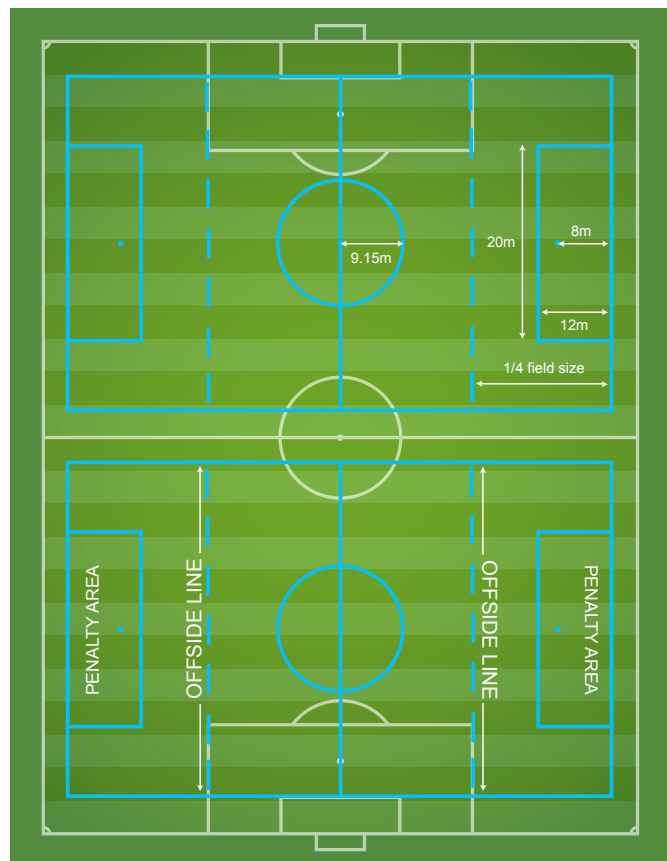 8m
20m
9.15m
12m
1/4 field size
PENALTY AREA
OFFSIDE LINE
OFFSIDE LINE
PENALTY AREA